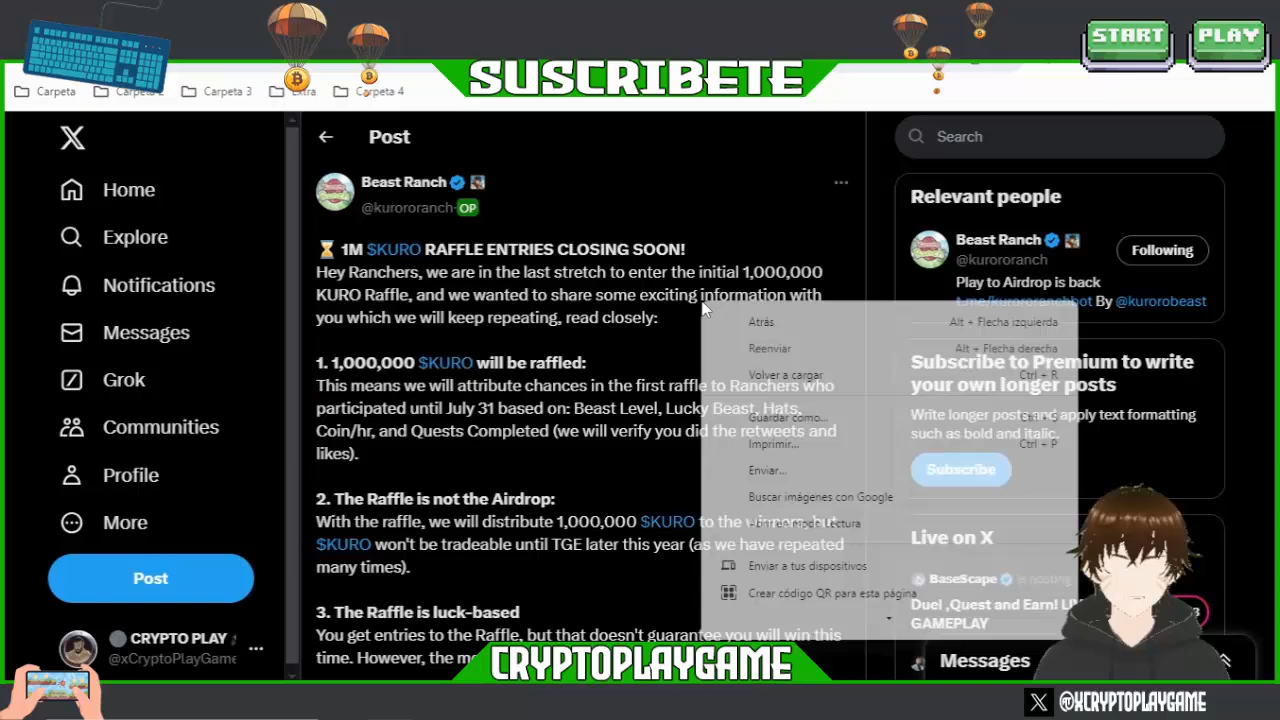 START
PLAY
SUSCRIBETE
Carpeta
Carpeta 2
Carpeta 3
Extra
Carpeta 4
Post
Search
Home
Explore
Notifications
Messages
Grok
Communities
Profile
More
Post
CRYPTO PLAY
@xCryptoPlayGame
Beast Ranch
@kurororanch· OP
⏳ 1M $KURO RAFFLE ENTRIES CLOSING SOON!
Hey Ranchers, we are in the last stretch to enter the initial 1,000,000
KURO Raffle, and we wanted to share some exciting information with
you which we will keep repeating, read closely:
1. 1,000,000 $KURO will be raffled:
This means we will attribute chances in the first raffle to Ranchers who
participated until July 31 based on: Beast Level, Lucky Beast, Hats,
Coin/hr, and Quests Completed (we will verify you did the retweets and
likes).
2. The Raffle is not the Airdrop:
With the raffle, we will distribute 1,000,000 $KURO to the winners, but
$KURO won't be tradeable until TGE later this year (as we have repeated
many times).
3. The Raffle is luck-based
You get entries to the Raffle, but that doesn't guarantee you will win this
time. However, the
Atrás Alt + Flecha izquierda
Reenviar Alt + Flecha derecha
Volver a cargar Ctrl + R
Guardar como...
Imprimir... Ctrl + P
Enviar...
Buscar imágenes con Google
Enviar a tus dispositivos
Crear código QR para esta página
Relevant people
Beast Ranch
@kurororanch
Following
Play to Airdrop is back
t.me/kurororanchbot By @kurorobeast
Subscribe to Premium to write
your own longer posts
Write longer posts and apply text formatting
such as bold and italic.
Subscribe
Live on X
BaseScape is hosting
Duel ,Quest and Earn!
GAMEPLAY
Messages
CRYPTOPLAYGAME
@XCRYPTOPLAYGAME